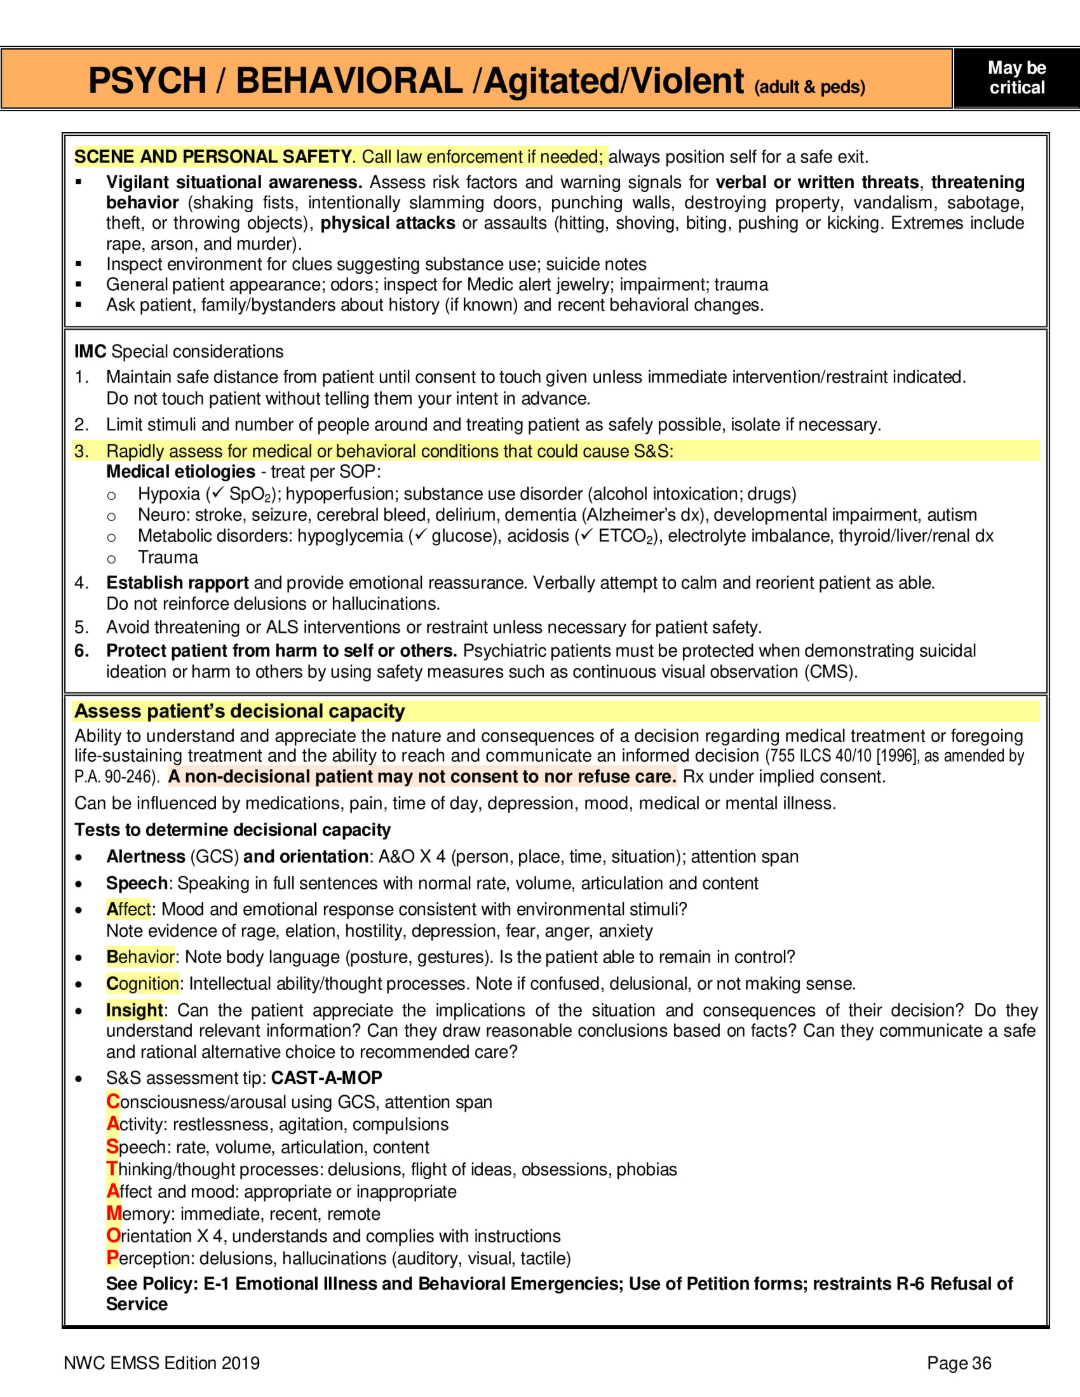 PSYCH / BEHAVIORAL /Agitated/Violent (adult & peds)
May be
critical
SCENE AND PERSONAL SAFETY. Call law enforcement if needed; always position self for a safe exit.
▪ Vigilant situational awareness. Assess risk factors and warning signals for verbal or written threats, threatening
behavior (shaking fists, intentionally slamming doors, punching walls, destroying property, vandalism, sabotage,
theft, or throwing objects), physical attacks or assaults (hitting, shoving, biting, pushing or kicking. Extremes include
rape, arson, and murder).
▪ Inspect environment for clues suggesting substance use; suicide notes
▪ General patient appearance; odors; inspect for Medic alert jewelry; impairment; trauma
▪ Ask patient, family/bystanders about history (if known) and recent behavioral changes.
IMC Special considerations
1. Maintain safe distance from patient until consent to touch given unless immediate intervention/restraint indicated.
Do not touch patient without telling them your intent in advance.
2. Limit stimuli and number of people around and treating patient as safely possible, isolate if necessary.
3. Rapidly assess for medical or behavioral conditions that could cause S&S:
Medical etiologies - treat per SOP:
o Hypoxia (✓ SpO₂); hypoperfusion; substance use disorder (alcohol intoxication; drugs)
o Neuro: stroke, seizure, cerebral bleed, delirium, dementia (Alzheimer's dx), developmental impairment, autism
o Metabolic disorders: hypoglycemia (✓ glucose), acidosis (✓ ETCO₂), electrolyte imbalance, thyroid/liver/renal dx
o Trauma
4. Establish rapport and provide emotional reassurance. Verbally attempt to calm and reorient patient as able.
Do not reinforce delusions or hallucinations.
5. Avoid threatening or ALS interventions or restraint unless necessary for patient safety.
6. Protect patient from harm to self or others. Psychiatric patients must be protected when demonstrating suicidal
ideation or harm to others by using safety measures such as continuous visual observation (CMS).
Assess patient's decisional capacity
Ability to understand and appreciate the nature and consequences of a decision regarding medical treatment or foregoing
life-sustaining treatment and the ability to reach and communicate an informed decision (755 ILCS 40/10 [1996], as amended by
P.A. 90-246). A non-decisional patient may not consent to nor refuse care. Rx under implied consent.
Can be influenced by medications, pain, time of day, depression, mood, medical or mental illness.
Tests to determine decisional capacity
• Alertness (GCS) and orientation: A&O X 4 (person, place, time, situation); attention span
• Speech: Speaking in full sentences with normal rate, volume, articulation and content
• Affect: Mood and emotional response consistent with environmental stimuli?
Note evidence of rage, elation, hostility, depression, fear, anger, anxiety
• Behavior: Note body language (posture, gestures). Is the patient able to remain in control?
• Cognition: Intellectual ability/thought processes. Note if confused, delusional, or not making sense.
• Insight: Can the patient appreciate the implications of the situation and consequences of their decision? Do they
understand relevant information? Can they draw reasonable conclusions based on facts? Can they communicate a safe
and rational alternative choice to recommended care?
• S&S assessment tip: CAST-A-MOP
Consciousness/arousal using GCS, attention span
Activity: restlessness, agitation, compulsions
Speech: rate, volume, articulation, content
Thinking/thought processes: delusions, flight of ideas, obsessions, phobias
Affect and mood: appropriate or inappropriate
Memory: immediate, recent, remote
Orientation X 4, understands and complies with instructions
Perception: delusions, hallucinations (auditory, visual, tactile)
See Policy: E-1 Emotional Illness and Behavioral Emergencies; Use of Petition forms; restraints R-6 Refusal of
Service
NWC EMSS Edition 2019
Page 36